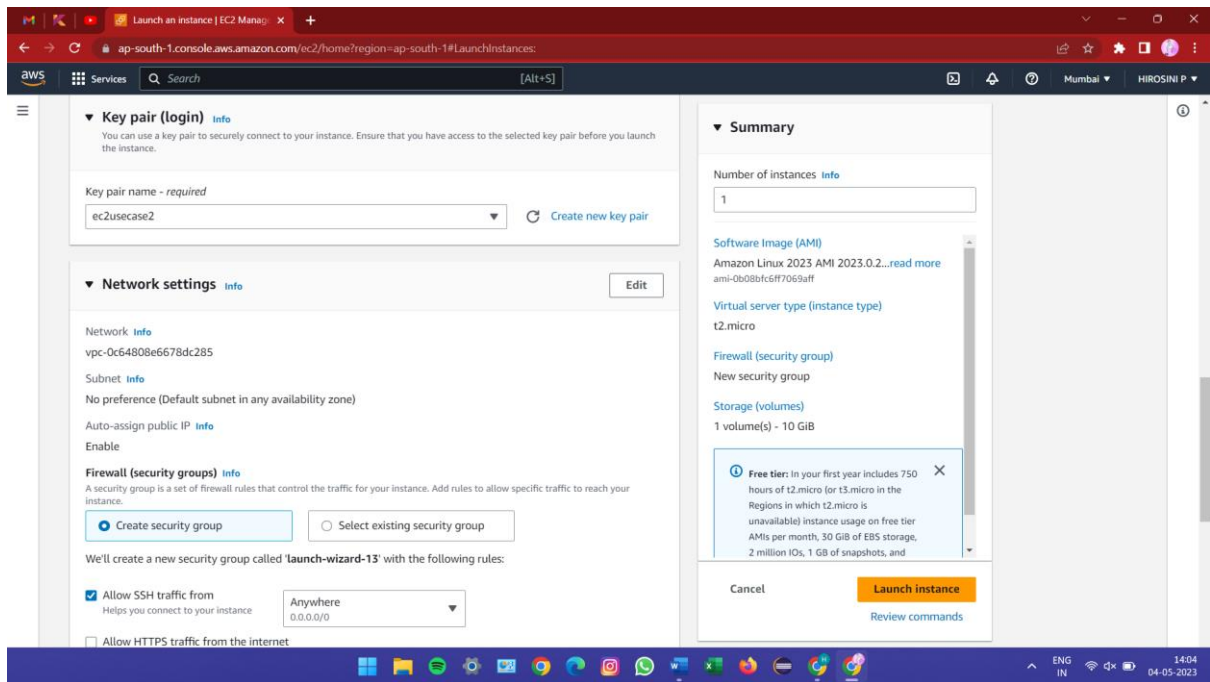 Launch an instance | EC2 Manag
ap-south-1.console.aws.amazon.com/ec2/home?region=ap-south-1#LaunchInstances:
aws
Services
Search
[Alt+S]
Mumbai
HIROSINI P
Key pair (login) Info
You can use a key pair to securely connect to your instance. Ensure that you have access to the selected key pair before you launch
the instance.
Key pair name - required
ec2usecase2
Create new key pair
Network settings Info
Edit
Network Info
vpc-0c64808e6678dc285
Subnet Info
No preference (Default subnet in any availability zone)
Auto-assign public IP Info
Enable
Firewall (security groups) Info
A security group is a set of firewall rules that control the traffic for your instance. Add rules to allow specific traffic to reach your
instance.
Create security group
Select existing security group
We'll create a new security group called 'launch-wizard-13' with the following rules:
Allow SSH traffic from
Helps you connect to your instance
Anywhere
0.0.0.0/0
Allow HTTPS traffic from the internet
Summary
Number of instances Info
1
Software Image (AMI)
Amazon Linux 2023 AMI 2023.0.2...read more
ami-0b08bfc6ff7069aff
Virtual server type (instance type)
t2.micro
Firewall (security group)
New security group
Storage (volumes)
1 volume(s) - 10 GiB
Free tier: In your first year includes 750
hours of t2.micro (or t3.micro in the
Regions in which t2.micro is
unavailable) instance usage on free tier
AMIs per month, 30 GiB of EBS storage,
2 million IOs, 1 GB of snapshots, and
Cancel
Launch instance
Review commands
ENG
IN
14:04
04-05-2023